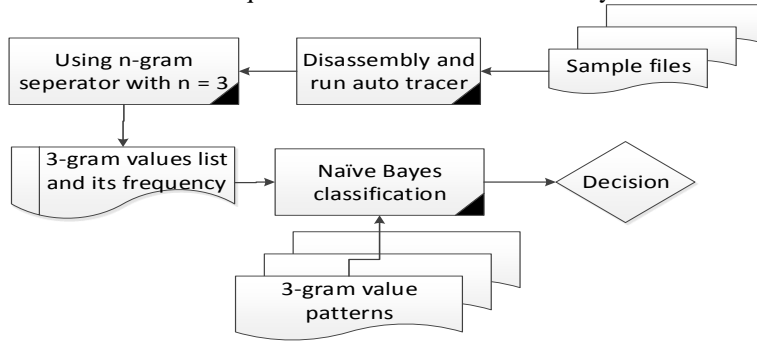 Using n-gram
seperator with n = 3
Disassembly and
run auto tracer
Sample files
3-gram values list
and its frequency
Naïve Bayes
classification
Decision
3-gram value
patterns